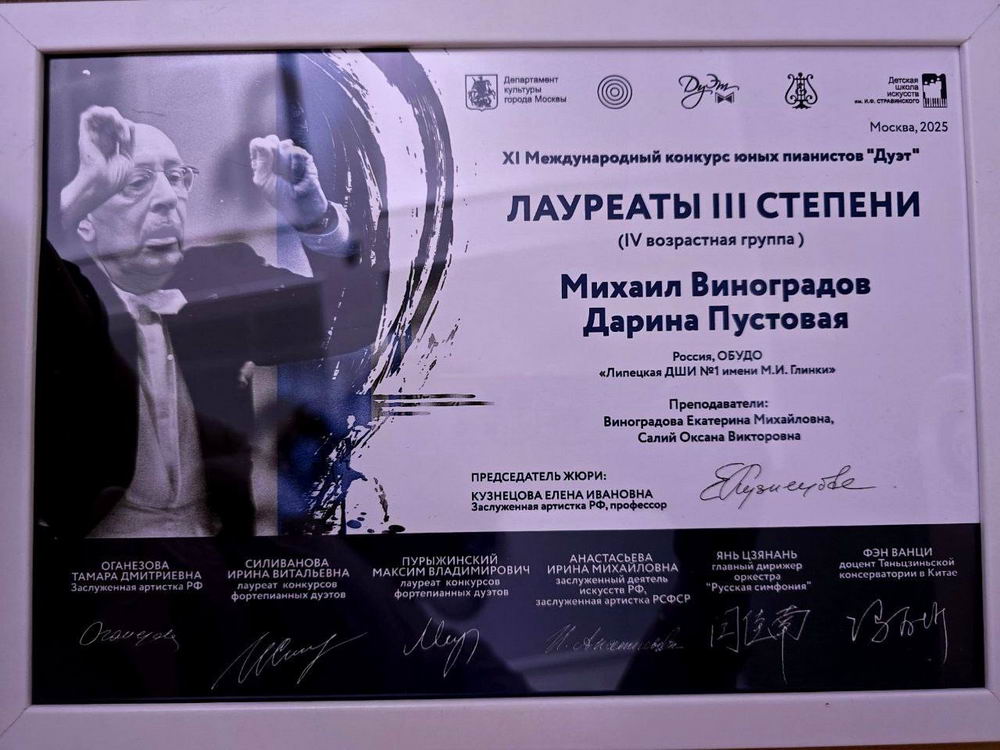 Департамент
культуры
города Москвы
Дуэт
Детская
школа
искусств
им. И.Ф. СТРАВИНСКОГО
Москва, 2025
XI Международный конкурс юных пианистов "Дуэт"
ЛАУРЕАТЫ III СТЕПЕНИ
(IV возрастная группа )
Михаил Виноградов
Дарина Пустовая
Россия, ОБУДО
«Липецкая ДШИ №1 имени М.И. Глинки»
Преподаватели:
Виноградова Екатерина Михайловна,
Салий Оксана Викторовна
ПРЕДСЕДАТЕЛЬ ЖЮРИ:
КУЗНЕЦОВА ЕЛЕНА ИВАНОВНА
Заслуженная артистка РФ, профессор
ЕКузнецова
ОГАНЕЗОВА
ТАМАРА ДМИТРИЕВНА
Заслуженная артистка РФ
СИЛИВАНОВА
ИРИНА ВИТАЛЬЕВНА
лауреат конкурсов
фортепианных дуэтов
ПУРЫЖИНСКИЙ
МАКСИМ ВЛАДИМИРОВИЧ
лауреат конкурсов
фортепианных дуэтов
АНАСТАСЬЕВА
ИРИНА МИХАЙЛОВНА
заслуженный деятель
искусств РФ,
заслуженная артистка РСФСР
ЯНЬ ЦЗЯНАНЬ
главный дирижер
оркестра
"Русская симфония"
ФЭН ВАНЦИ
доцент Тяньцзиньской
консерватории в Китае